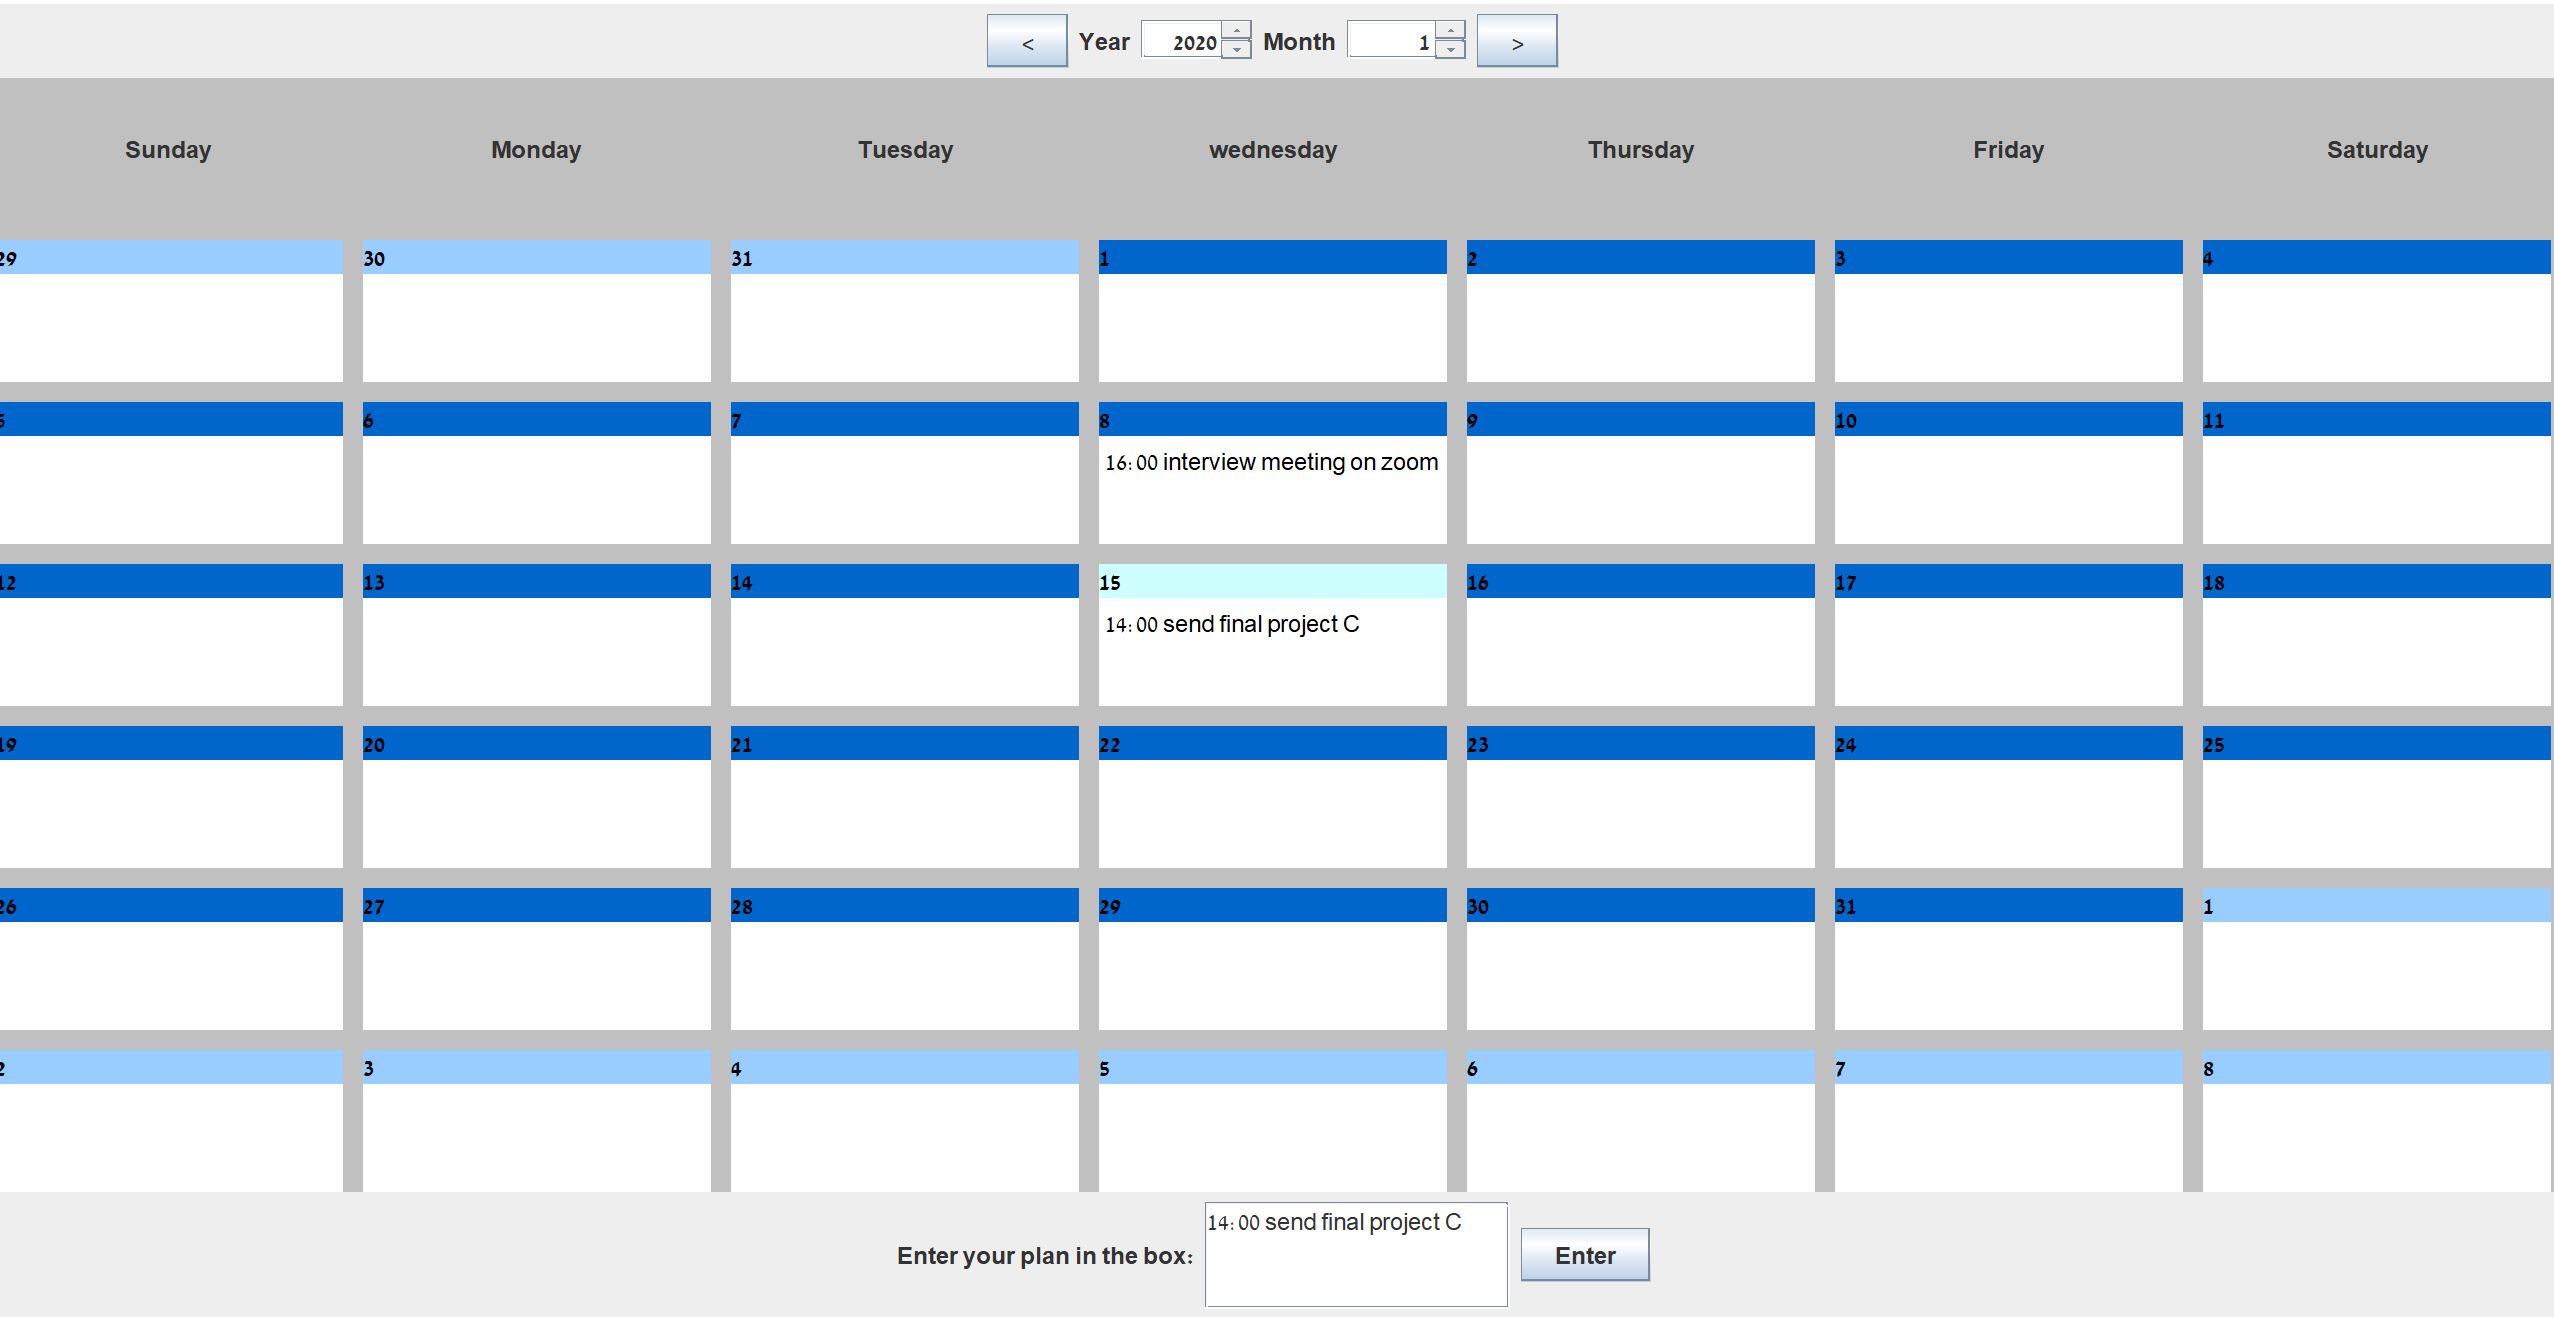 < Year 2020 Month 1 >
Sunday Monday Tuesday wednesday Thursday Friday Saturday
29 30 31 1 2 3 4
5 6 7 8 9 10 11
16:00 interview meeting on zoom
12 13 14 15 16 17 18
14:00 send final project C
19 20 21 22 23 24 25
26 27 28 29 30 31 1
2 3 4 5 6 7 8
14:00 send final project C
Enter your plan in the box: Enter